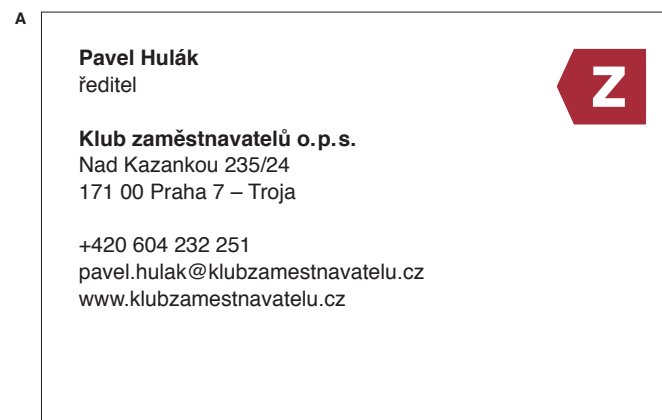 A
Pavel Hulák
ředitel
Z
Klub zaměstnavatelů o.p.s.
Nad Kazankou 235/24
171 00 Praha 7 – Troja
+420 604 232 251
pavel.hulak@klubzamestnavatelu.cz
www.klubzamestnavatelu.cz